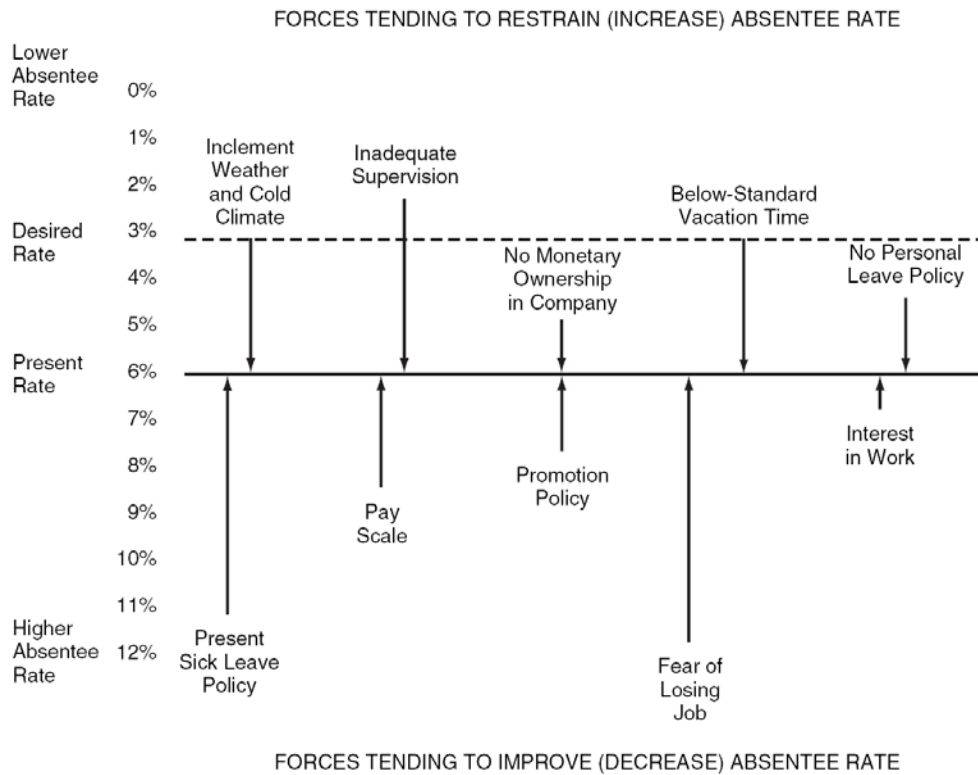 FORCES TENDING TO RESTRAIN (INCREASE) ABSENTEE RATE
Lower
Absentee
Rate
0%
1%
2%
Desired
Rate
3%
4%
5%
Present
Rate
6%
7%
8%
9%
10%
11%
Higher
Absentee
Rate
12%
Inclement
Weather
and Cold
Climate
Inadequate
Supervision
No Monetary
Ownership
in Company
Below-Standard
Vacation Time
No Personal
Leave Policy
Present
Sick Leave
Policy
Pay
Scale
Promotion
Policy
Fear of
Losing
Job
Interest
in Work
FORCES TENDING TO IMPROVE (DECREASE) ABSENTEE RATE